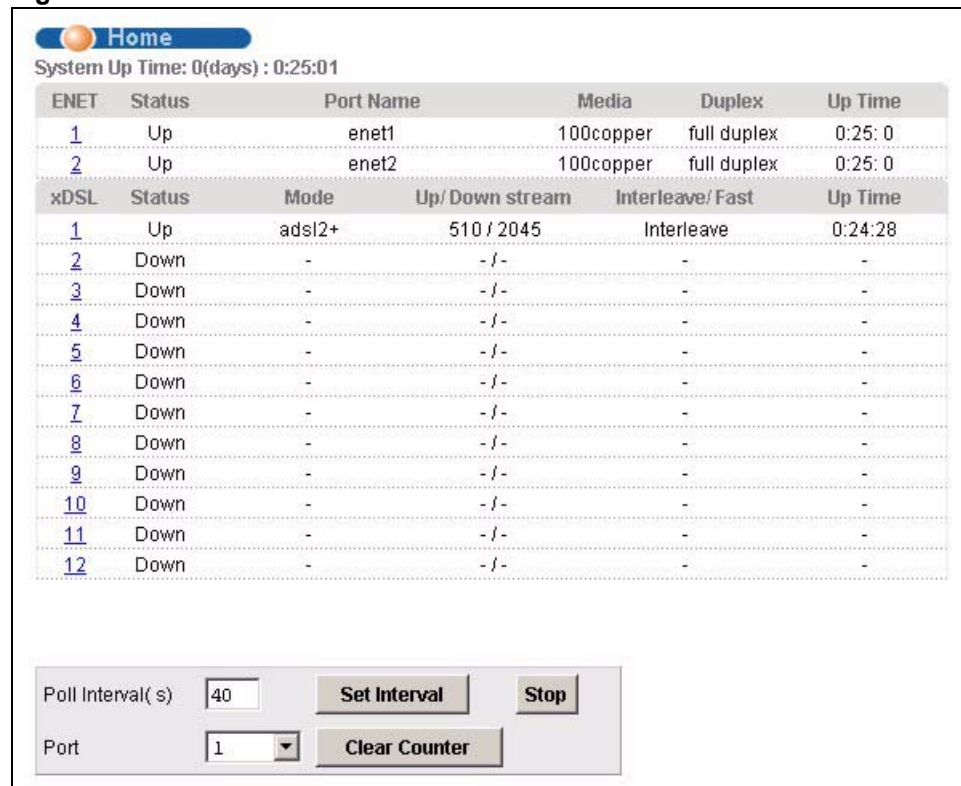 Home
System Up Time: 0(days) : 0:25:01
ENET Status Port Name Media Duplex Up Time
1 Up enet1 100copper full duplex 0:25: 0
2 Up enet2 100copper full duplex 0:25: 0
xDSL Status Mode Up/Down stream Interleave/Fast Up Time
1 Up adsl2+ 510 / 2045 Interleave 0:24:28
2 Down - - / - - -
3 Down - - / - - -
4 Down - - / - - -
5 Down - - / - - -
6 Down - - / - - -
7 Down - - / - - -
8 Down - - / - - -
9 Down - - / - - -
10 Down - - / - - -
11 Down - - / - - -
12 Down - - / - - -
Poll Interval( s) 40 Set Interval Stop
Port 1 Clear Counter